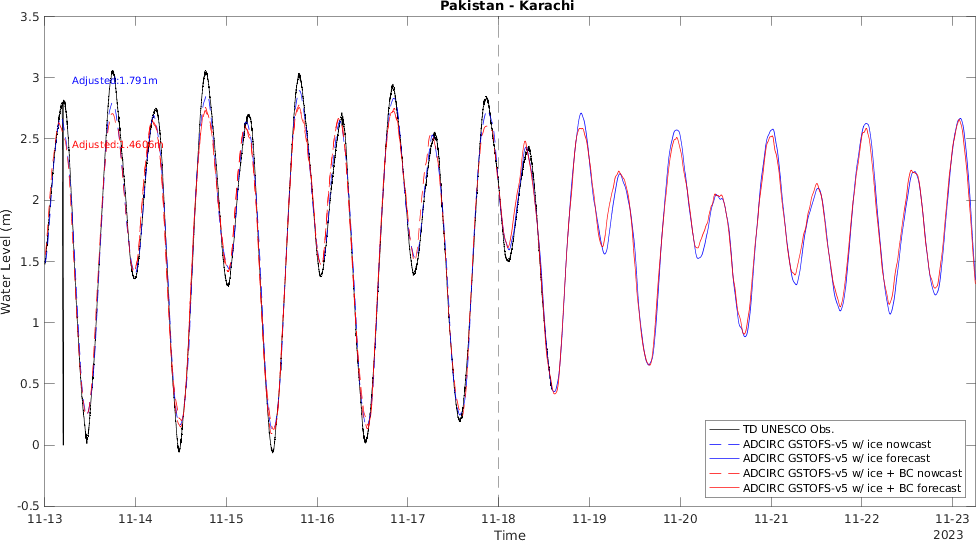 Pakistan - Karachi
3.5
3
2.5
2
1.5
1
0.5
0
-0.5
Water Level (m)
Adjusted:1.791m
Adjusted:1.4606m
TD UNESCO Obs.
ADCIRC GSTOFS-v5 w/ ice nowcast
ADCIRC GSTOFS-v5 w/ ice forecast
ADCIRC GSTOFS-v5 w/ ice + BC nowcast
ADCIRC GSTOFS-v5 w/ ice + BC forecast
11-13 11-14 11-15 11-16 11-17 11-18 11-19 11-20 11-21 11-22 11-23
Time
2023